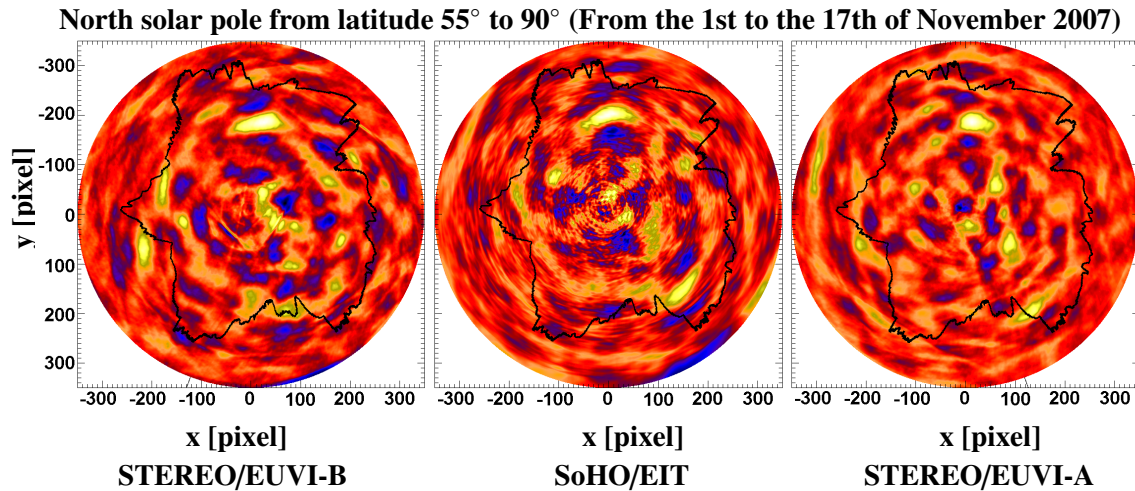 North solar pole from latitude 55° to 90° (From the 1st to the 17th of November 2007)
-300
-200
-100
0
100
200
300
y [pixel]
-300 -200 -100 0 100 200 300
-300 -200 -100 0 100 200 300
-300 -200 -100 0 100 200 300
x [pixel]
x [pixel]
x [pixel]
STEREO/EUVI-B
SoHO/EIT
STEREO/EUVI-A